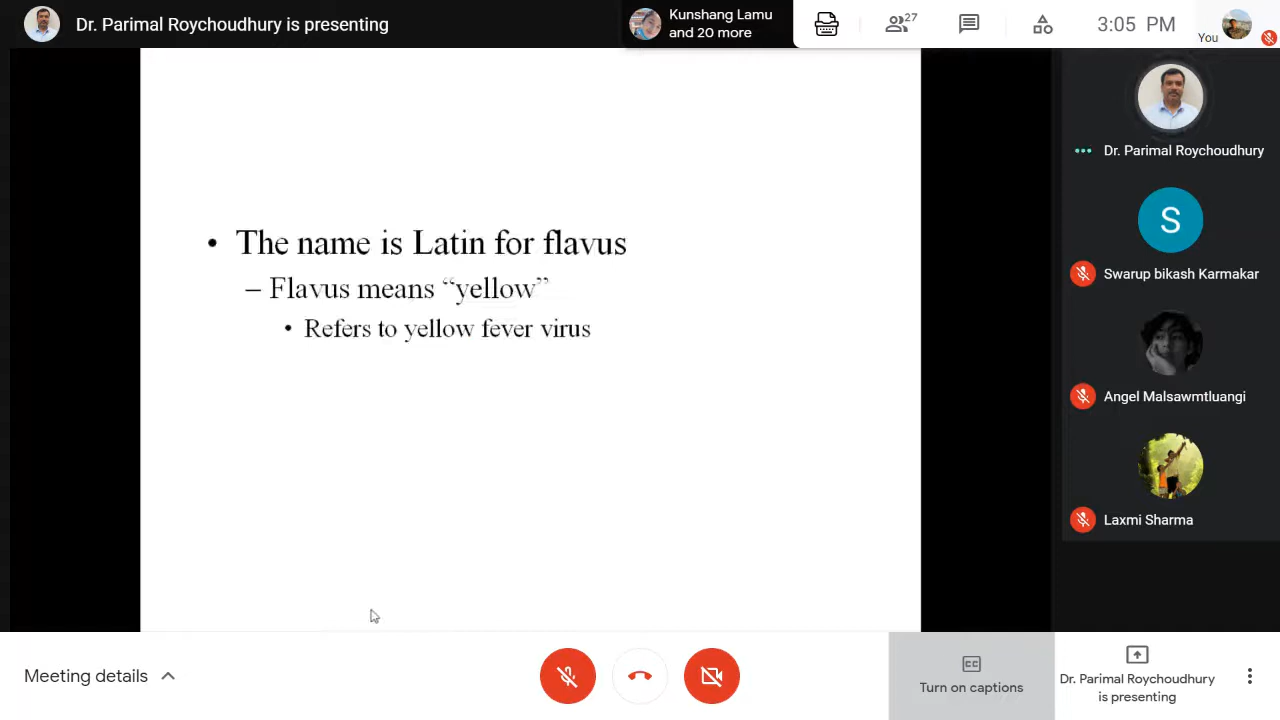 Dr. Parimal Roychoudhury is presenting
Kunshang Lamu
and 20 more
27
3:05 PM
You
• The name is Latin for flavus
– Flavus means “yellow”
• Refers to yellow fever virus
Dr. Parimal Roychoudhury
S
Swarup bikash Karmakar
Angel Malsawmtluangi
Laxmi Sharma
Meeting details
CC
Turn on captions
Dr. Parimal Roychoudhury
is presenting